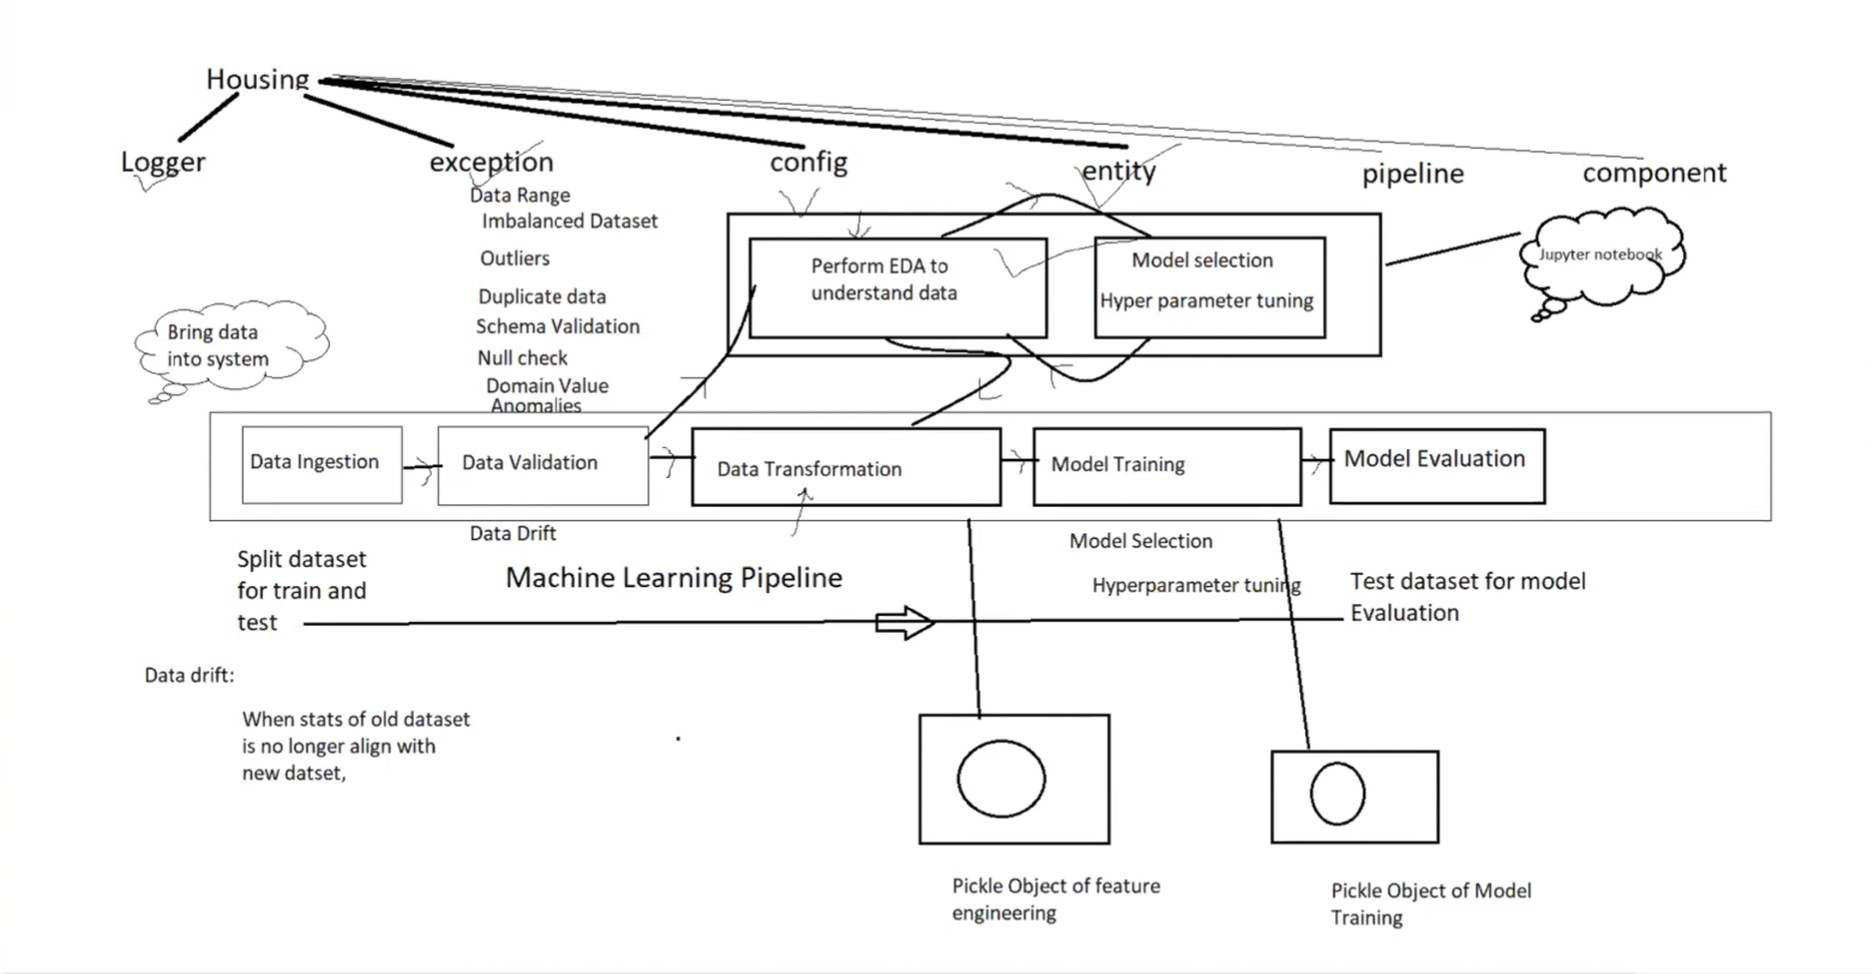 Housing
Logger
exception
config
entity
pipeline
component
Data Range
Imbalanced Dataset
Outliers
Duplicate data
Schema Validation
Null check
Domain Value
Anomalies
Perform EDA to
understand data
Model selection
Hyper parameter tuning
Jupyter notebook
Bring data
into system
Data Ingestion
Data Validation
Data Transformation
Model Training
Model Evaluation
Data Drift
Split dataset
for train and
test
Machine Learning Pipeline
Model Selection
Hyperparameter tuning
Test dataset for model
Evaluation
Data drift:
When stats of old dataset
is no longer align with
new datset,
Pickle Object of feature
engineering
Pickle Object of Model
Training